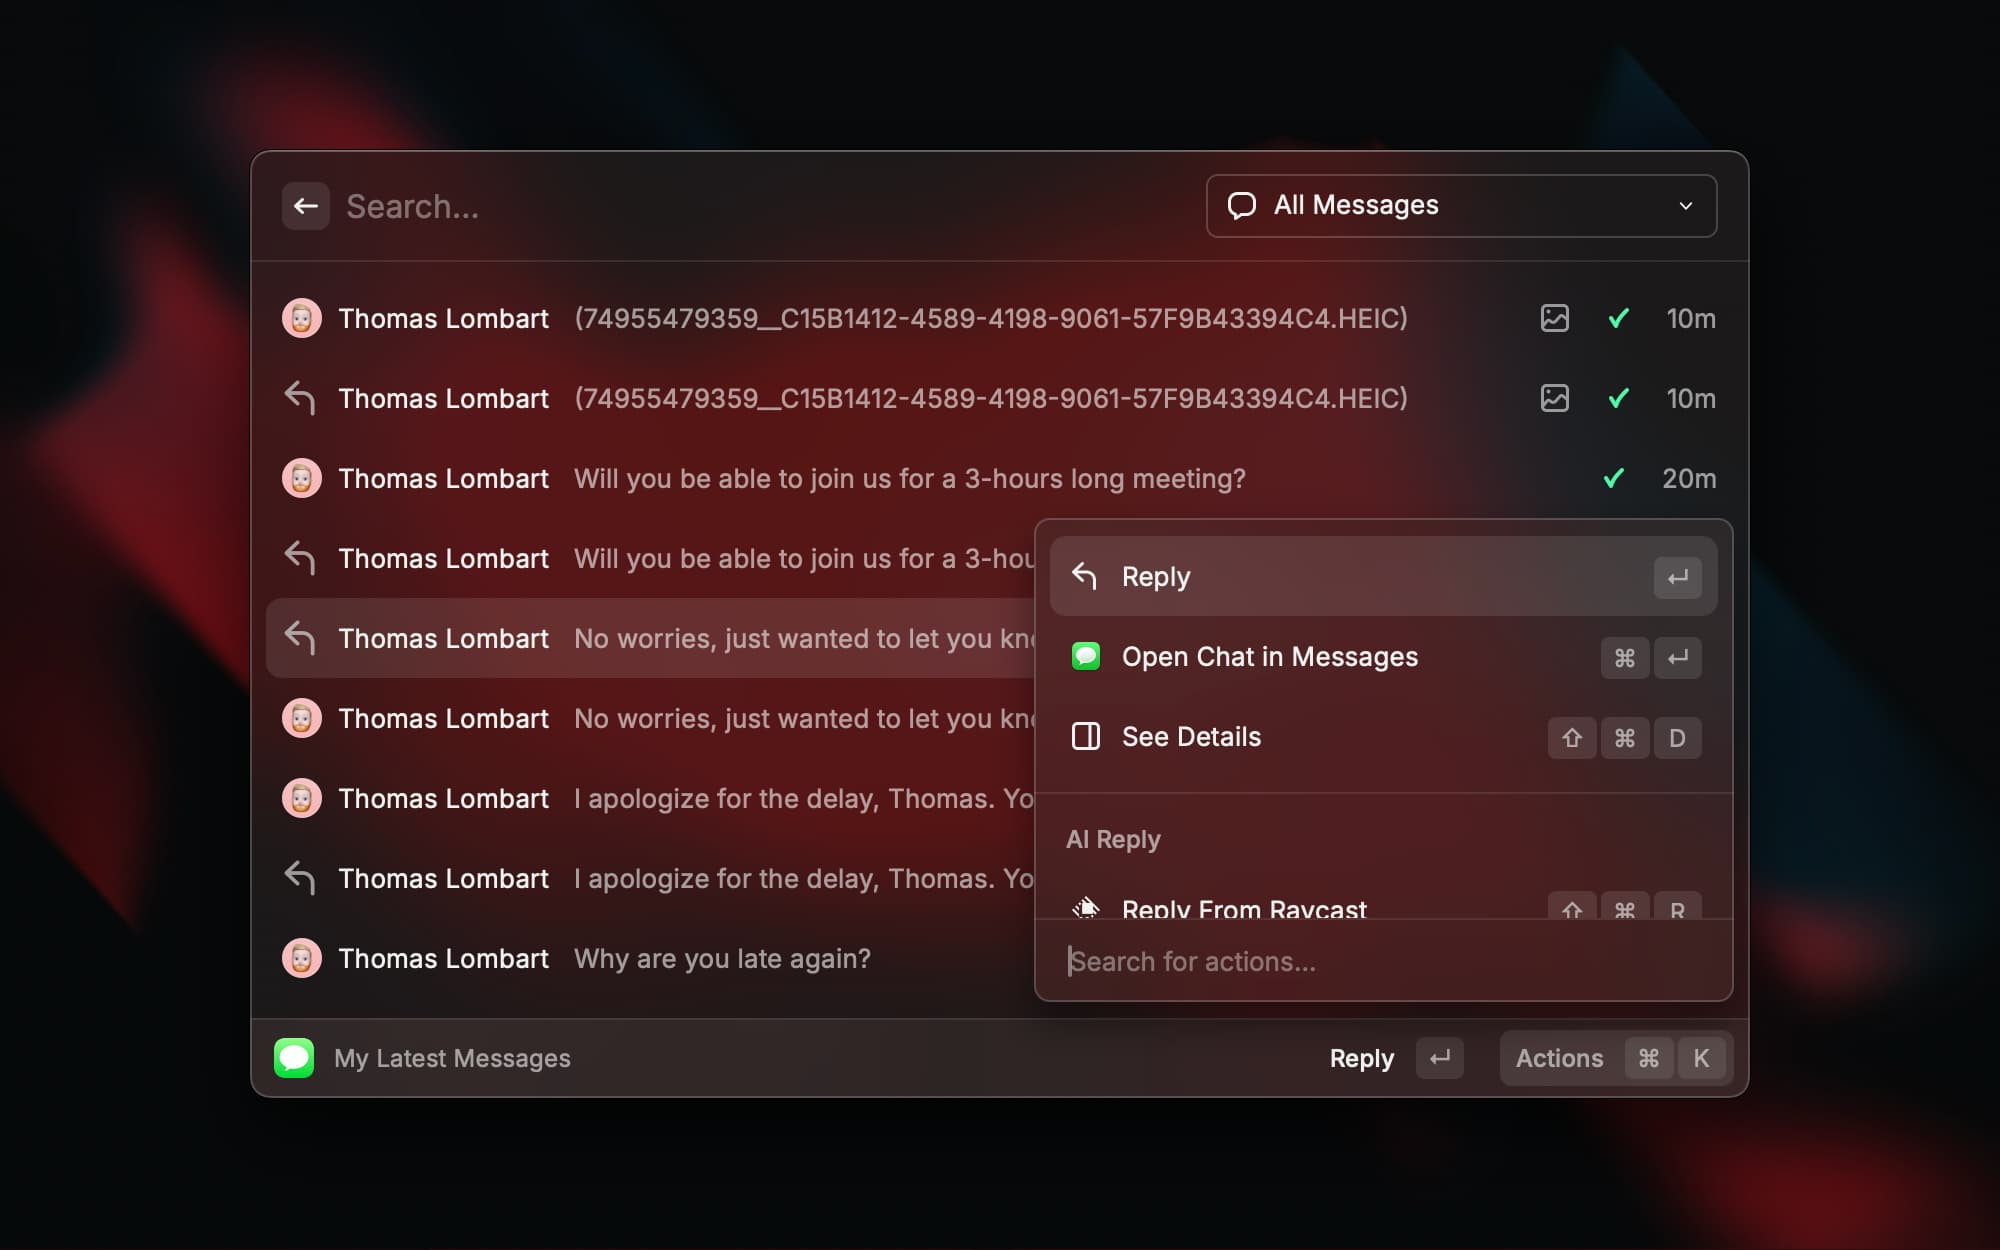 Search...
All Messages
Thomas Lombart (74955479359__C15B1412-4589-4198-9061-57F9B43394C4.HEIC) 10m
Thomas Lombart (74955479359__C15B1412-4589-4198-9061-57F9B43394C4.HEIC) 10m
Thomas Lombart Will you be able to join us for a 3-hours long meeting? 20m
Thomas Lombart Will you be able to join us for a 3-hou
Thomas Lombart No worries, just wanted to let you kno
Thomas Lombart No worries, just wanted to let you kno
Thomas Lombart I apologize for the delay, Thomas. Yo
Thomas Lombart I apologize for the delay, Thomas. Yo
Thomas Lombart Why are you late again?
Reply ↵
Open Chat in Messages ⌘ ↵
See Details ⇧ ⌘ D
AI Reply
Reply From Raycast ⇧ ⌘ R
Search for actions...
My Latest Messages
Reply ↵
Actions ⌘ K